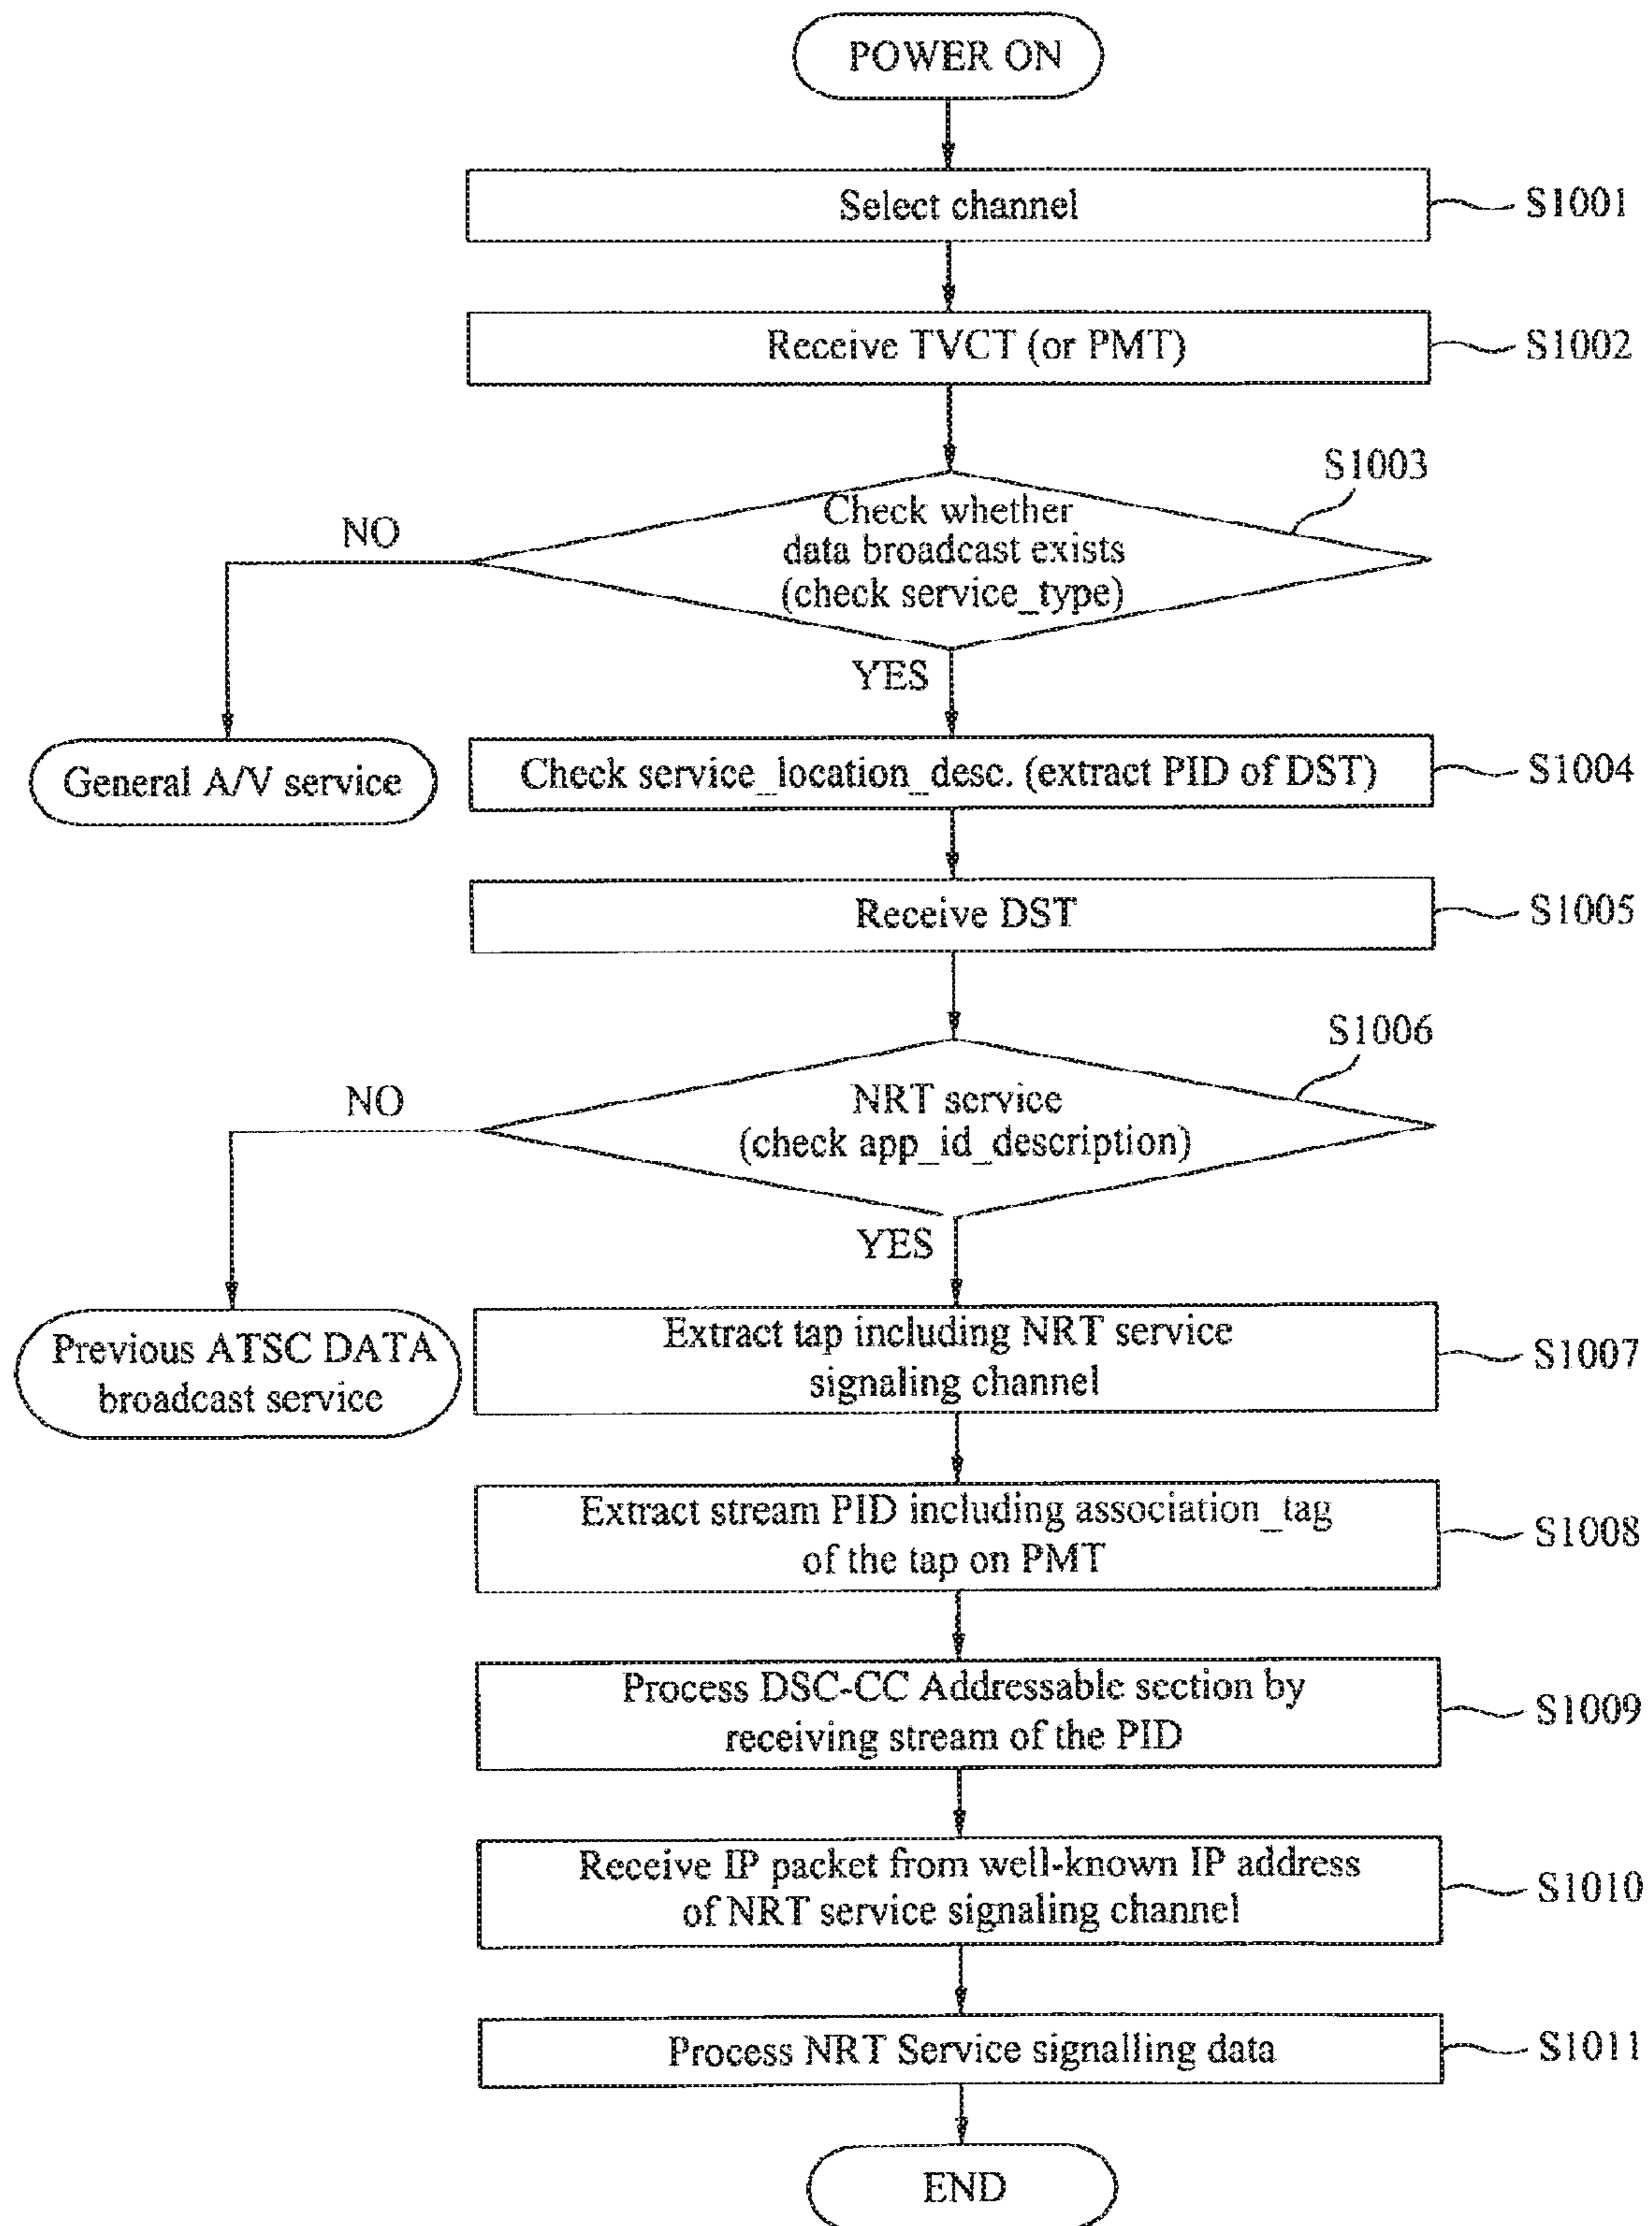 POWER ON
Select channel
S1001
Receive TVCT (or PMT)
S1002
S1003
Check whether
data broadcast exists
(check service_type)
NO
YES
General A/V service
Check service_location_desc. (extract PID of DST)
S1004
Receive DST
S1005
S1006
NRT service
(check app_id_description)
NO
YES
Previous ATSC DATA
broadcast service
Extract tap including NRT service
signaling channel
S1007
Extract stream PID including association_tag
of the tap on PMT
S1008
Process DSC-CC Addressable section by
receiving stream of the PID
S1009
Receive IP packet from well-known IP address
of NRT service signaling channel
S1010
Process NRT Service signalling data
S1011
END